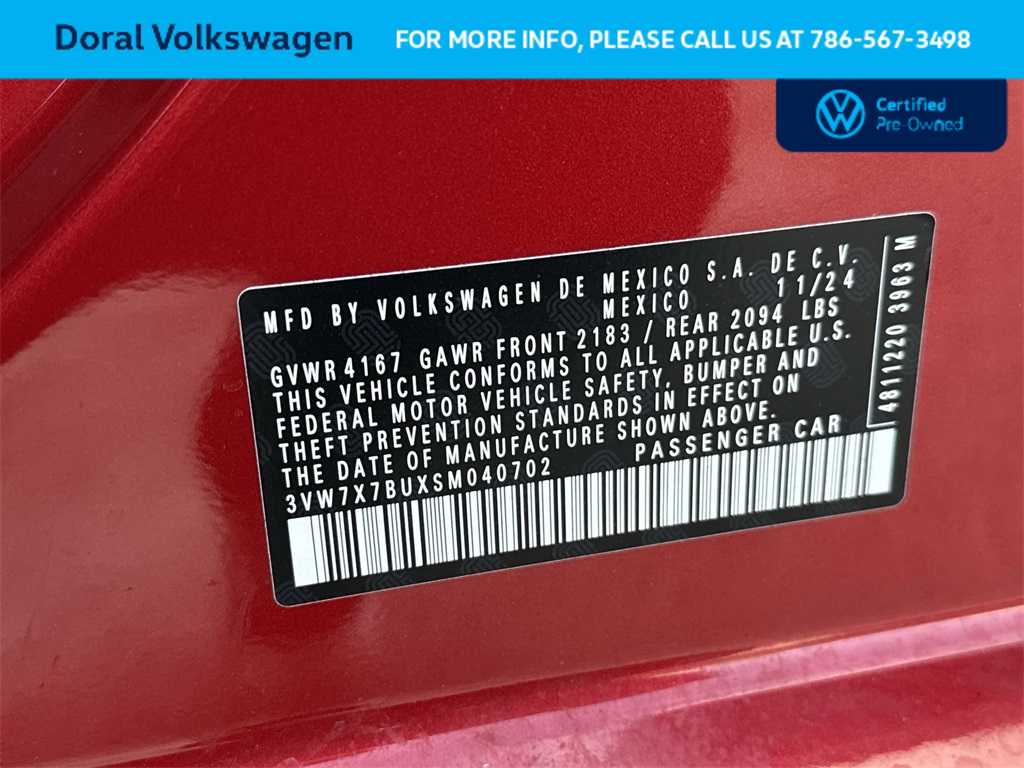 Doral Volkswagen
FOR MORE INFO, PLEASE CALL US AT 786-567-3498
Certified
Pre-Owned
MFD BY VOLKSWAGEN DE MEXICO S.A. DE C.V.
MEXICO 11/24
GVWR 4167 GAWR FRONT 2183 / REAR 2094 LBS
THIS VEHICLE CONFORMS TO ALL APPLICABLE U.S.
FEDERAL MOTOR VEHICLE SAFETY, BUMPER AND
THEFT PREVENTION STANDARDS IN EFFECT ON
THE DATE OF MANUFACTURE SHOWN ABOVE.
3VW7X7BUXSM040702 PASSENGER CAR
4811220 3963 M